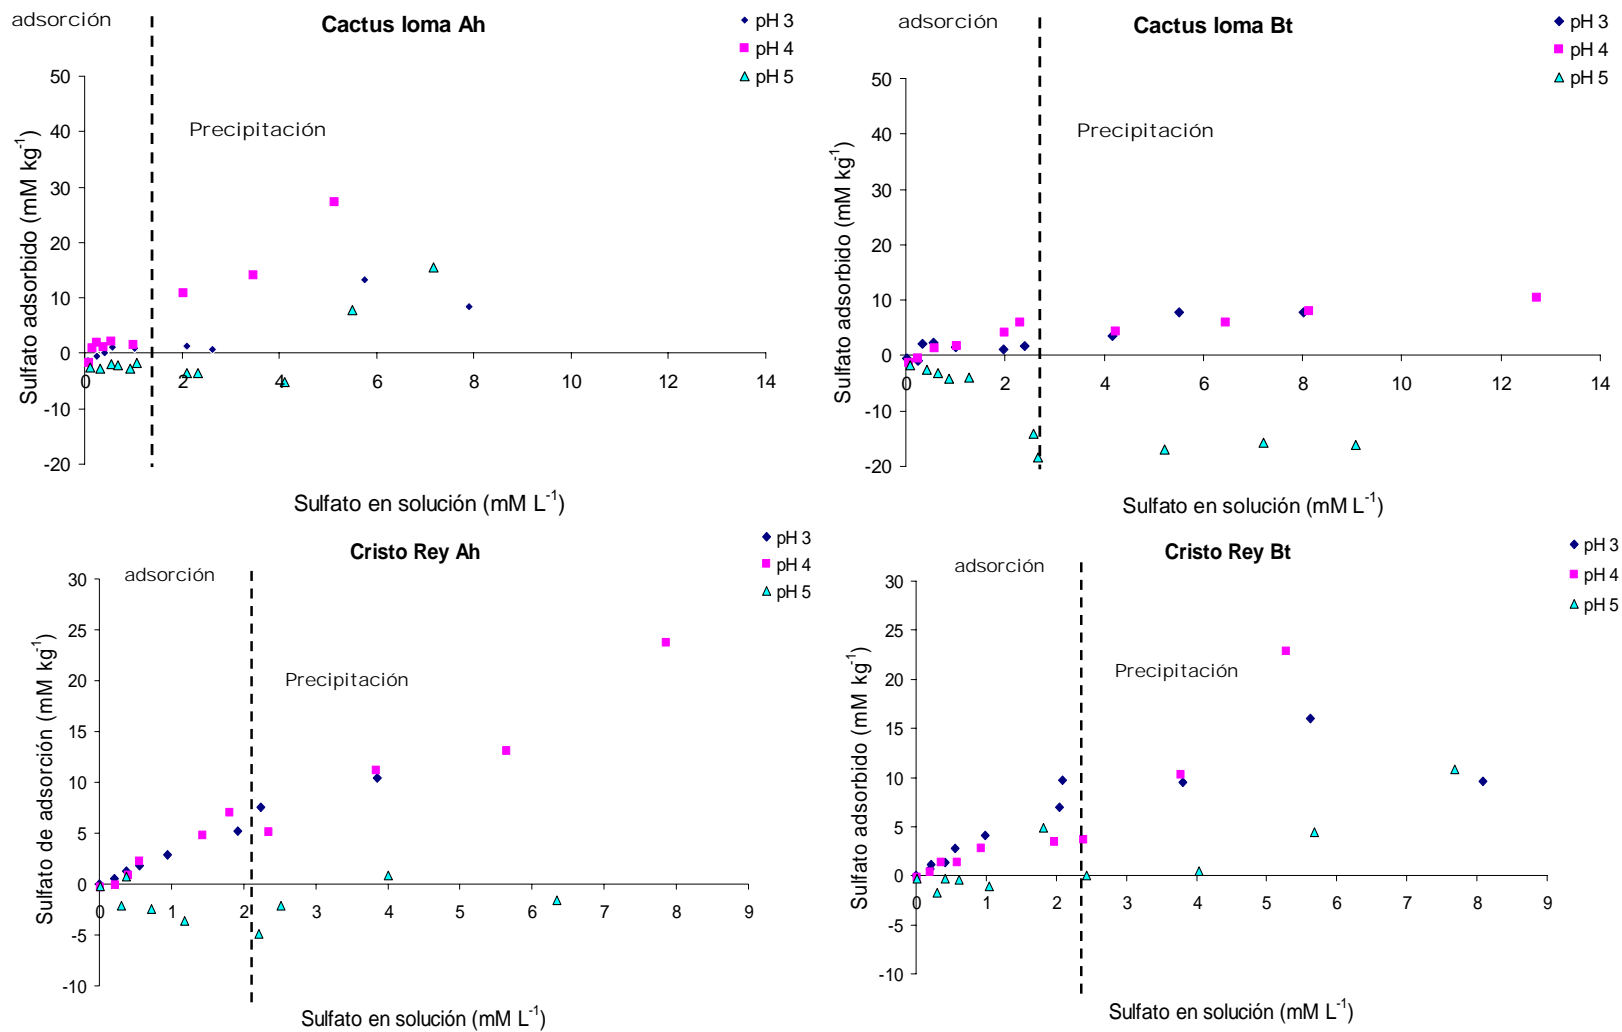 adsorción
Cactus loma Ah
pH 3
pH 4
pH 5
50
40
30
20
10
0
-10
-20
0 2 4 6 8 10 12 14
Precipitación
Sulfato adsorbido (mM kg-1)
Sulfato en solución (mM L-1)
adsorción
Cactus loma Bt
pH 3
pH 4
pH 5
50
40
30
20
10
0
-10
-20
0 2 4 6 8 10 12 14
Precipitación
Sulfato adsorbido (mM kg-1)
Sulfato en solución (mM L-1)
Cristo Rey Ah
adsorción
pH 3
pH 4
pH 5
30
25
20
15
10
5
0
-5
-10
0 1 2 3 4 5 6 7 8 9
Precipitación
Sulfato de adsorción (mM kg-1)
Sulfato en solución (mM L-1)
Cristo Rey Bt
adsorción
pH 3
pH 4
pH 5
30
25
20
15
10
5
0
-5
-10
0 1 2 3 4 5 6 7 8 9
Precipitación
Sulfato adsorbido (mM kg-1)
Sulfato en solución (mM L-1)